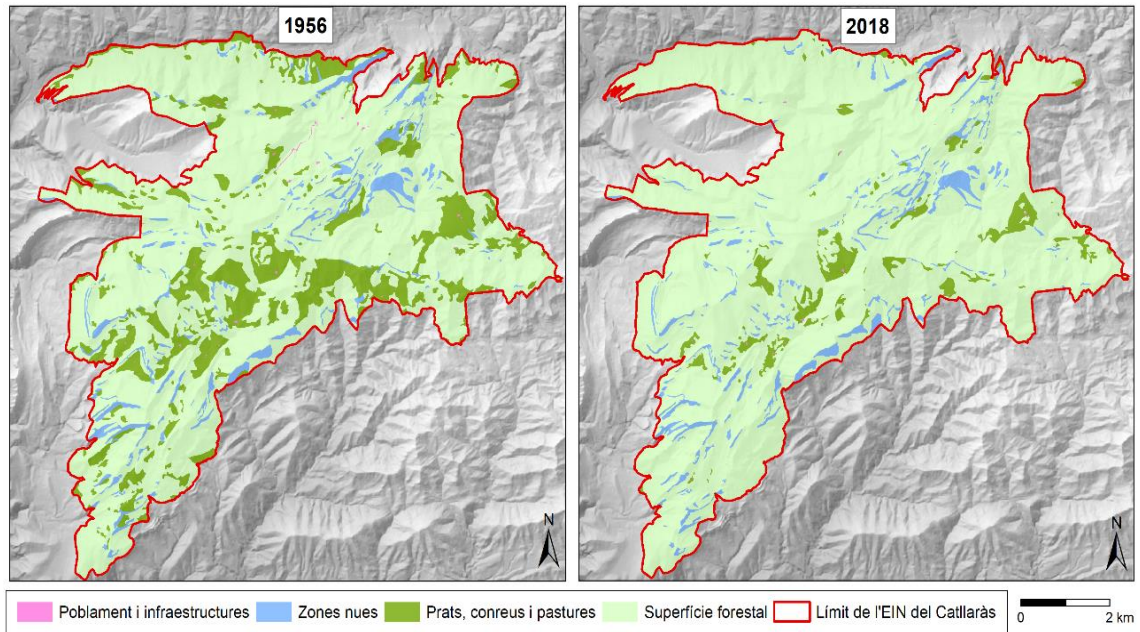 1956
2018
N
N
Poblament i infraestructures
Zones nues
Prats, conreus i pastures
Superfície forestal
Límit de l'EIN del Catllaràs
0
2 km